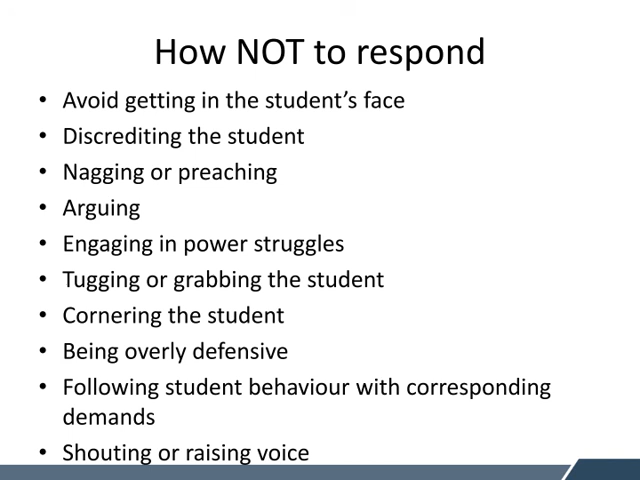 How NOT to respond
• Avoid getting in the student’s face
• Discrediting the student
• Nagging or preaching
• Arguing
• Engaging in power struggles
• Tugging or grabbing the student
• Cornering the student
• Being overly defensive
• Following student behaviour with corresponding
demands
• Shouting or raising voice